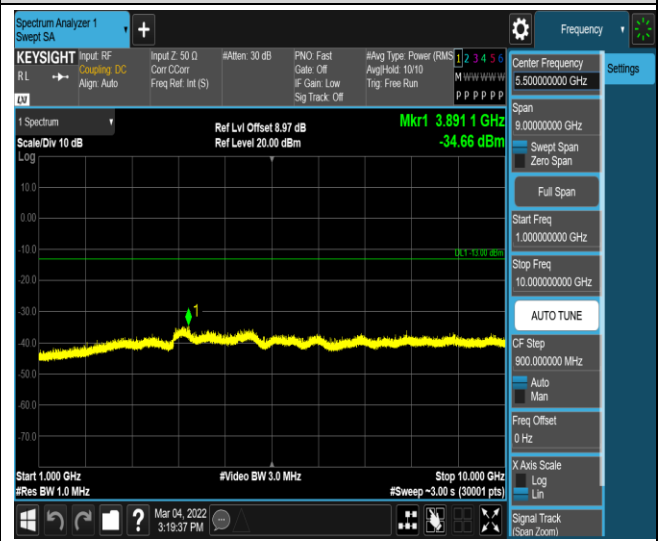 Spectrum Analyzer 1
Swept SA
Frequency
KEYSIGHT
RL
LXI
Input: RF
Coupling: DC
Align: Auto
Input Z: 50 Ω
Corr CCorr
Freq Ref: Int (S)
#Atten: 30 dB
PNO: Fast
Gate: Off
IF Gain: Low
Sig Track: Off
#Avg Type: Power (RMS
Avg|Hold: 10/10
Trig: Free Run
1 2 3 4 5 6
M W W W W W
P P P P P P
1 Spectrum
Scale/Div 10 dB
Ref Lvl Offset 8.97 dB
Ref Level 20.00 dBm
Mkr1 3.891 1 GHz
-34.66 dBm
Log
10.0
0.00
-10.0
-20.0
-30.0
-40.0
-50.0
-60.0
-70.0
DL1 -13.00 dBm
1
Start 1.000 GHz
#Res BW 1.0 MHz
#Video BW 3.0 MHz
Stop 10.000 GHz
#Sweep ~3.00 s (30001 pts)
Mar 04, 2022
3:19:37 PM
Center Frequency
5.500000000 GHz
Span
9.00000000 GHz
Swept Span
Zero Span
Full Span
Start Freq
1.000000000 GHz
Stop Freq
10.000000000 GHz
AUTO TUNE
CF Step
900.000000 MHz
Auto
Man
Freq Offset
0 Hz
X Axis Scale
Log
Lin
Signal Track
(Span Zoom)
Settings